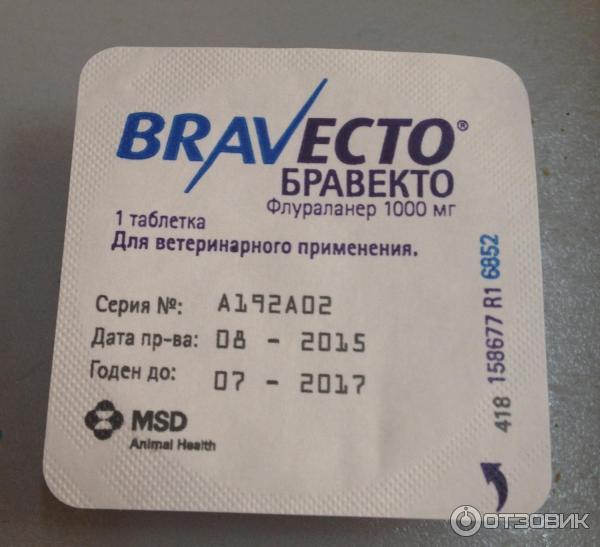 BRAVECTO®
БРАВЕКТО
Флураланер 1000 мг
1 таблетка
Для ветеринарного применения.
Серия №: A192A02
Дата пр-ва: 08 - 2015
Годен до: 07 - 2017
MSD
Animal Health
418 158677 R1 6852
ОТЗОВИК